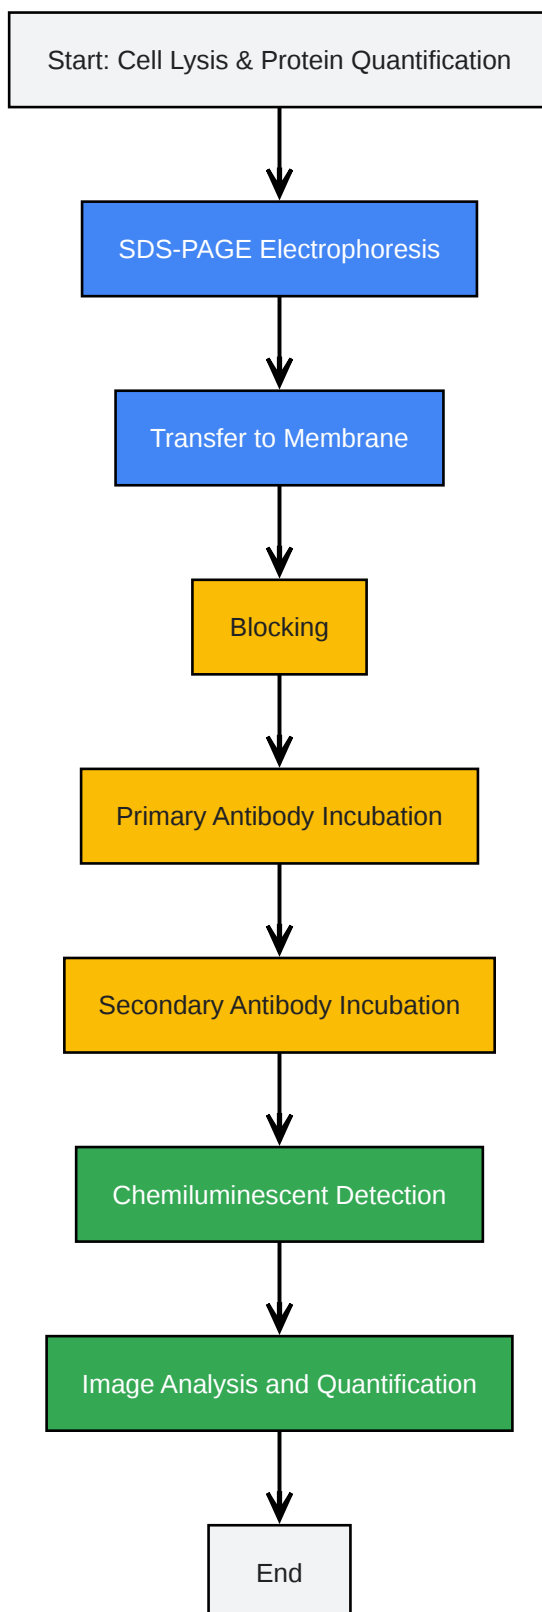 Start: Cell Lysis & Protein Quantification
SDS-PAGE Electrophoresis
Transfer to Membrane
Blocking
Primary Antibody Incubation
Secondary Antibody Incubation
Chemiluminescent Detection
Image Analysis and Quantification
End